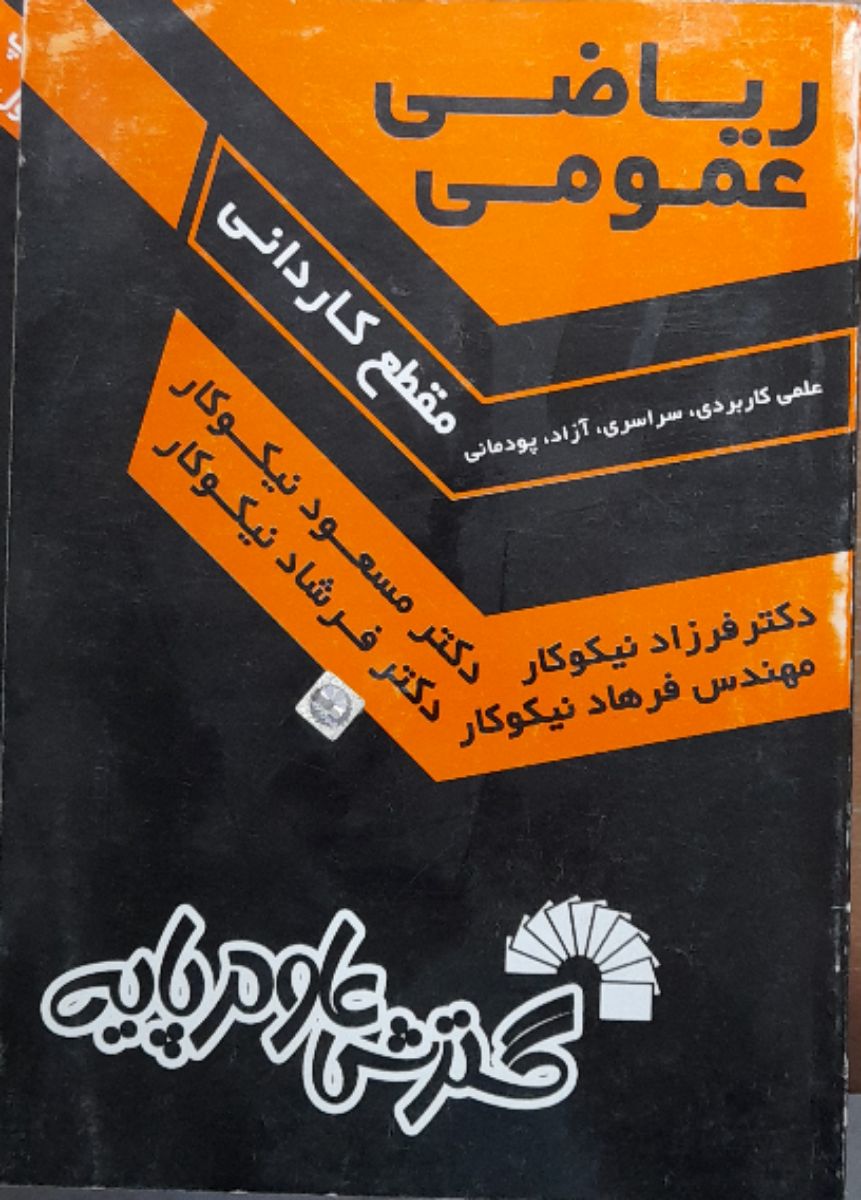 ریاضی
عمومی
مقطع کاردانی
علمی کاربردی، سراسری، آزاد، پودمانی
دکتر مسعود نیکوکار
دکتر فرشاد نیکوکار
دکتر فرزاد نیکوکار
مهندس فرهاد نیکوکار
گسترش علوم پایه